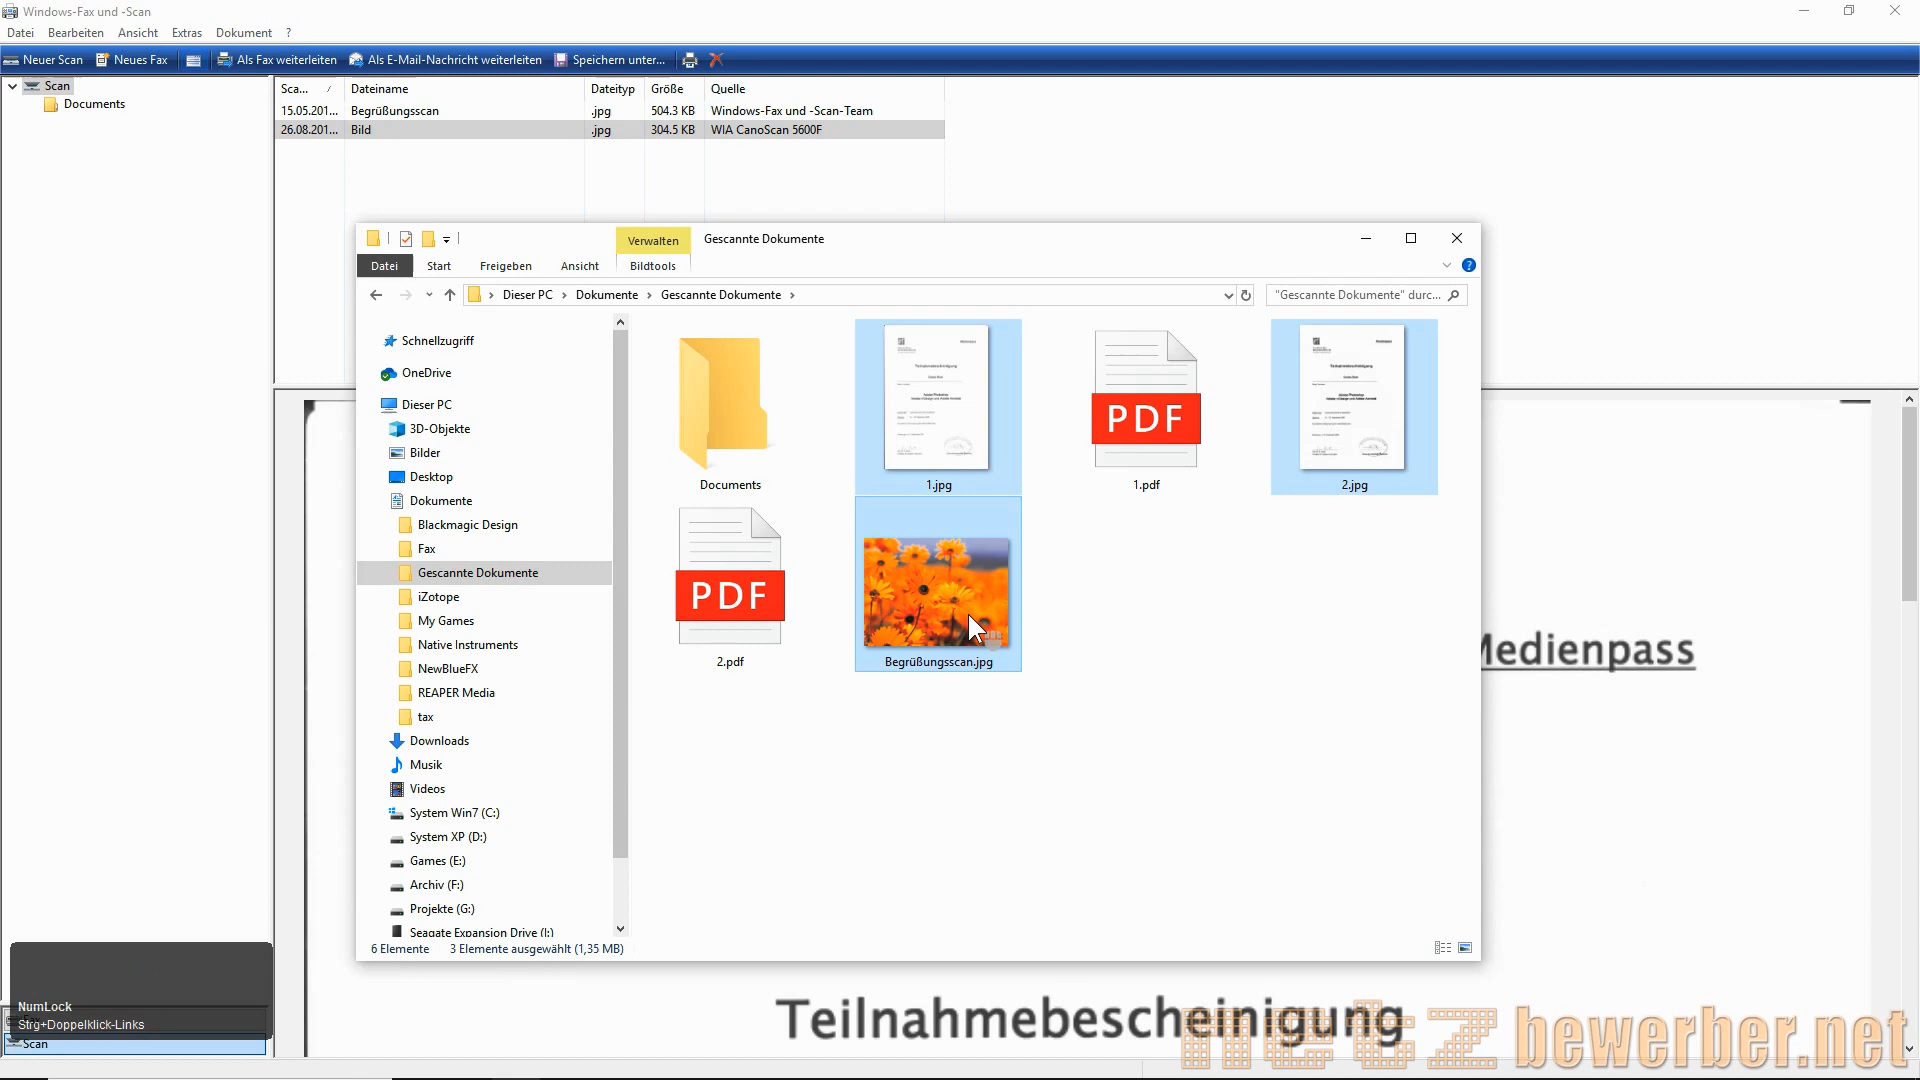 Windows-Fax und -Scan
Datei Bearbeiten Ansicht Extras Dokument ?
Neuer Scan Neues Fax Als Fax weiterleiten Als E-Mail-Nachricht weiterleiten Speichern unter...
Scan
Documents
Sca... Dateiname Dateityp Größe Quelle
15.05.201... Begrüßungsscan .jpg 504.3 KB Windows-Fax und -Scan-Team
26.08.201... Bild .jpg 304.5 KB WIA CanoScan 5600F
Verwalten Gescannte Dokumente
Datei Start Freigeben Ansicht Bildtools
Dieser PC Dokumente Gescannte Dokumente
"Gescannte Dokumente" durc...
Schnellzugriff
OneDrive
Dieser PC
3D-Objekte
Bilder
Desktop
Dokumente
Blackmagic Design
Fax
Gescannte Dokumente
iZotope
My Games
Native Instruments
NewBlueFX
REAPER Media
tax
Downloads
Musik
Videos
System Win7 (C:)
System XP (D:)
Games (E:)
Archiv (F:)
Projekte (G:)
Seagate Expansion Drive (I:)
Documents
1.jpg
PDF
1.pdf
2.jpg
PDF
2.pdf
Begrüßungsscan.jpg
6 Elemente 3 Elemente ausgewählt (1,35 MB)
Medienpass
Teilnahmebescheinigung
NumLock
Strg+Doppelklick-Links
Scan
netzbewerber.net